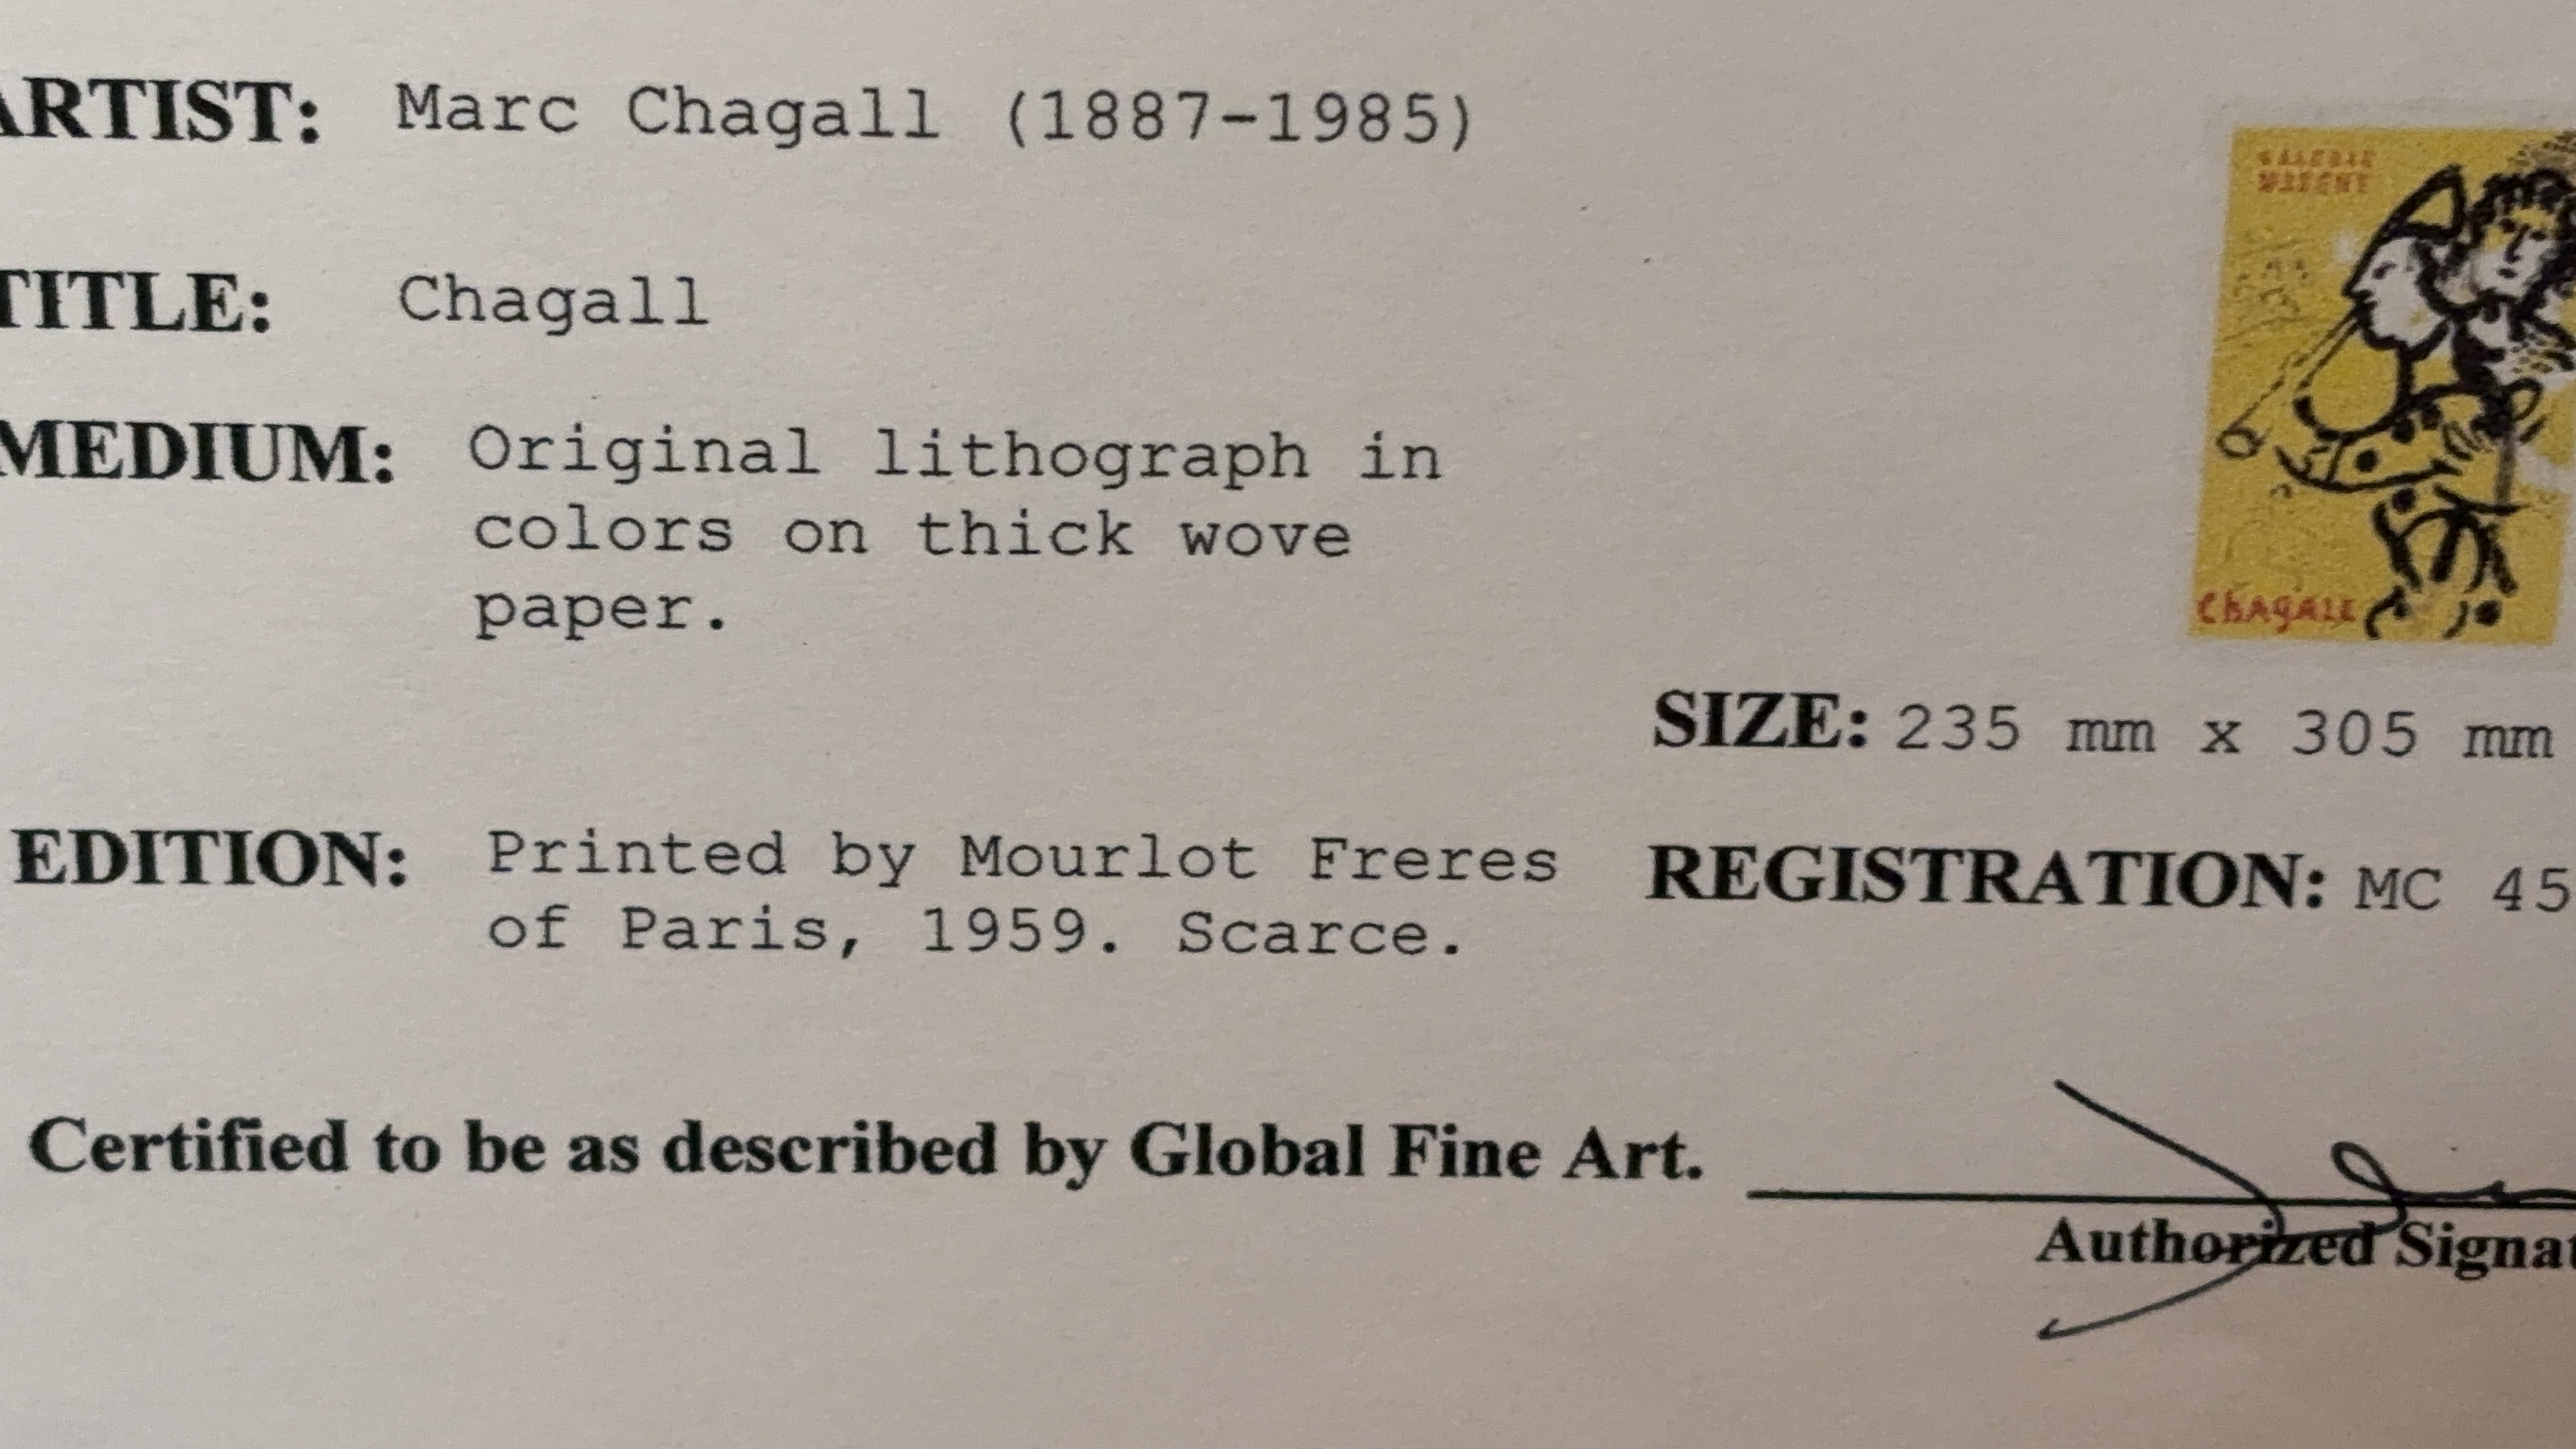 ARTIST: Marc Chagall (1887-1985)
GALERIE
MAEGHT
TITLE: Chagall
MEDIUM: Original lithograph in
colors on thick wove
paper.
ChAgALL
SIZE: 235 mm x 305 mm
EDITION: Printed by Mourlot Freres
of Paris, 1959. Scarce.
REGISTRATION: MC 45
Certified to be as described by Global Fine Art.
Authorized Signat